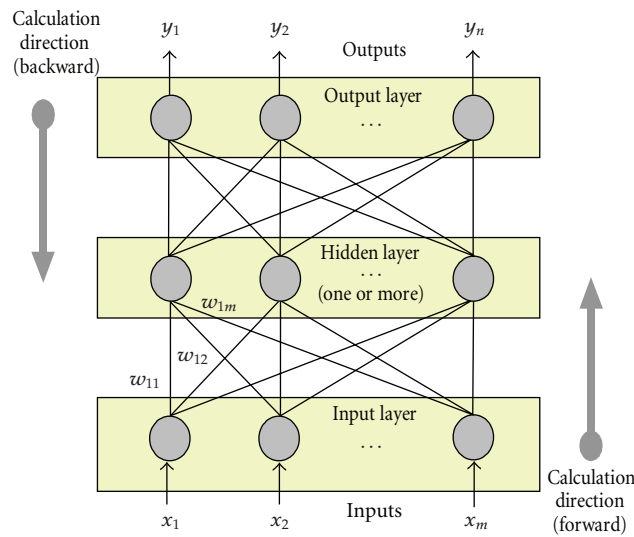 Calculation
direction
(backward)
y1 y2 yn
Outputs
Output layer
...
Hidden layer
...
(one or more)
w1m
w12
w11
Input layer
...
Calculation
direction
(forward)
x1 x2 xm
Inputs